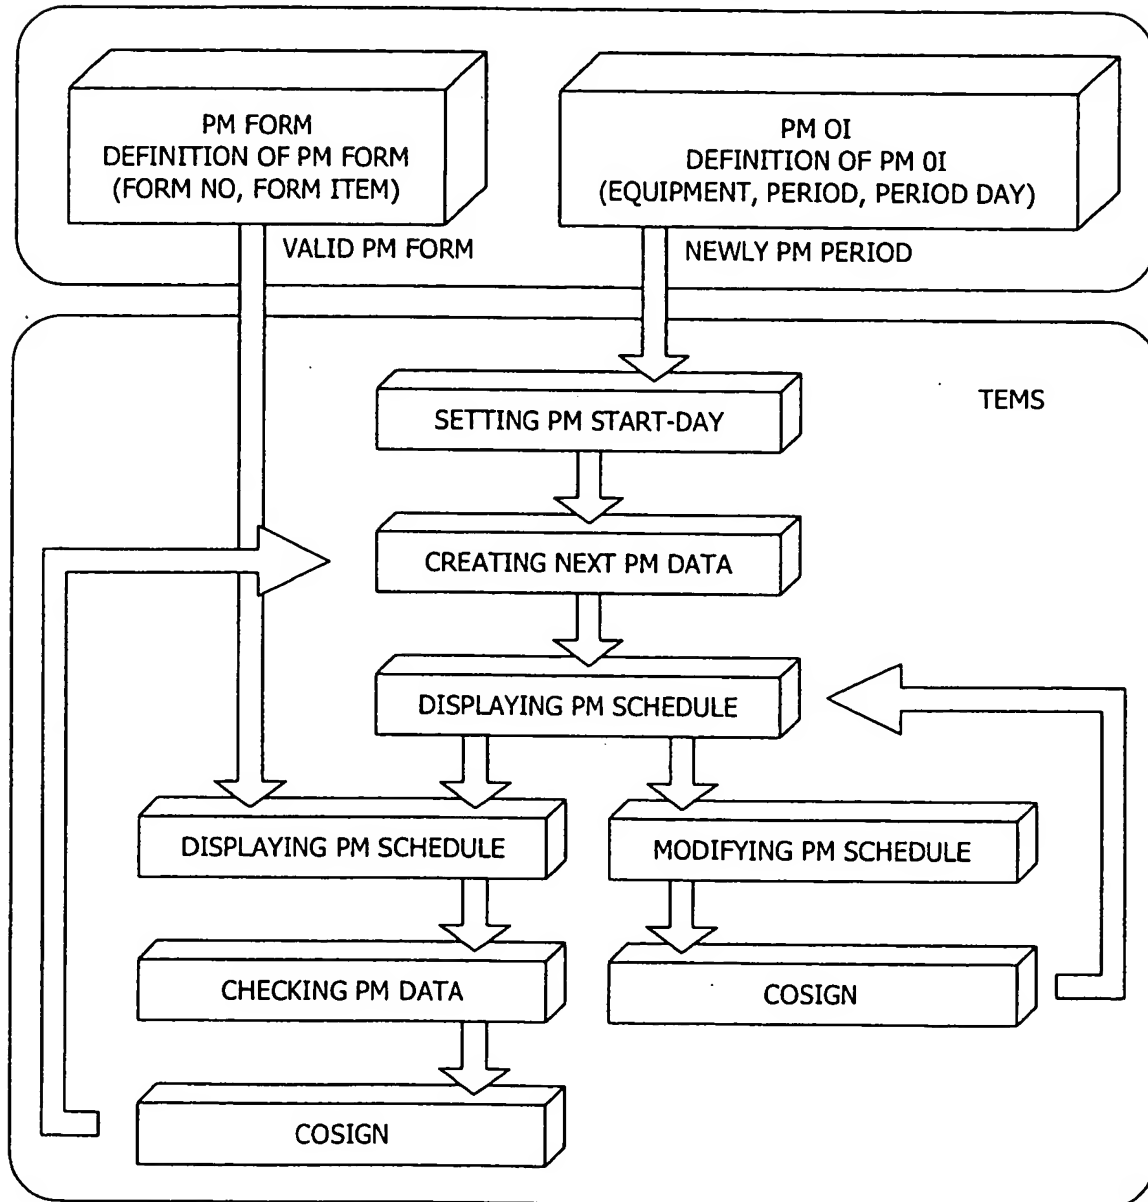 PM FORM
DEFINITION OF PM FORM
(FORM NO, FORM ITEM)
PM OI
DEFINITION OF PM 0I
(EQUIPMENT, PERIOD, PERIOD DAY)
VALID PM FORM
NEWLY PM PERIOD
TEMS
SETTING PM START-DAY
CREATING NEXT PM DATA
DISPLAYING PM SCHEDULE
DISPLAYING PM SCHEDULE
MODIFYING PM SCHEDULE
CHECKING PM DATA
COSIGN
COSIGN